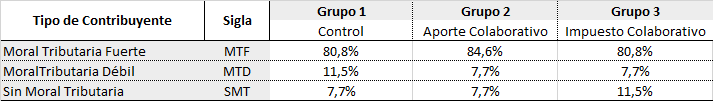 Tipo de Contribuyente Sigla Grupo 1 Grupo 2 Grupo 3
Control Aporte Colaborativo Impuesto Colaborativo
Moral Tributaria Fuerte MTF 80,8% 84,6% 80,8%
MoralTributaria Débil MTD 11,5% 7,7% 7,7%
Sin Moral Tributaria SMT 7,7% 7,7% 11,5%